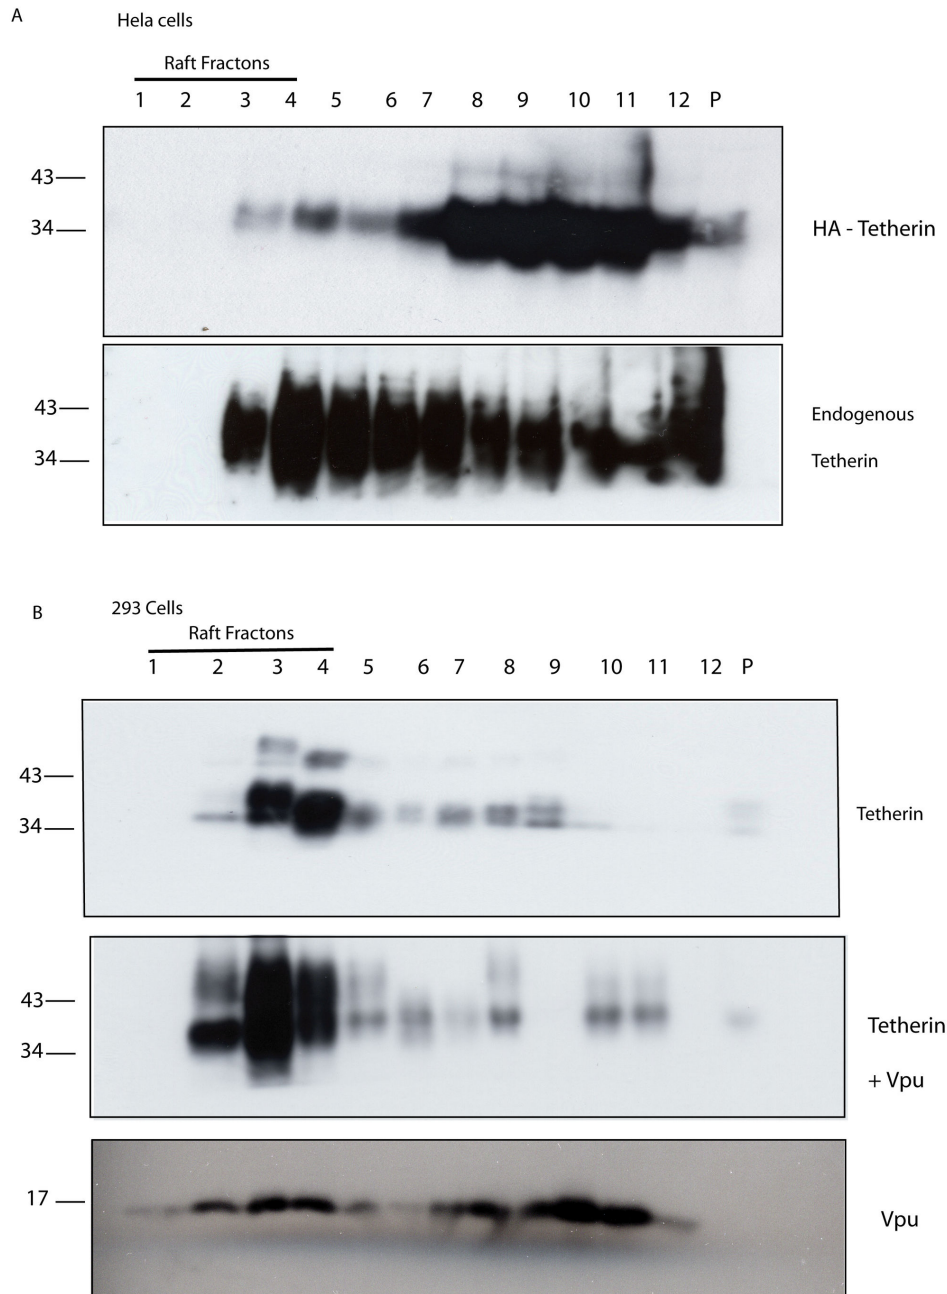 A
Hela cells
Raft Fractons
1 2 3 4 5 6 7 8 9 10 11 12 P
43
34
HA - Tetherin
43
34
Endogenous
Tetherin
B
293 Cells
Raft Fractons
1 2 3 4 5 6 7 8 9 10 11 12 P
43
34
Tetherin
43
34
Tetherin
+ Vpu
17
Vpu